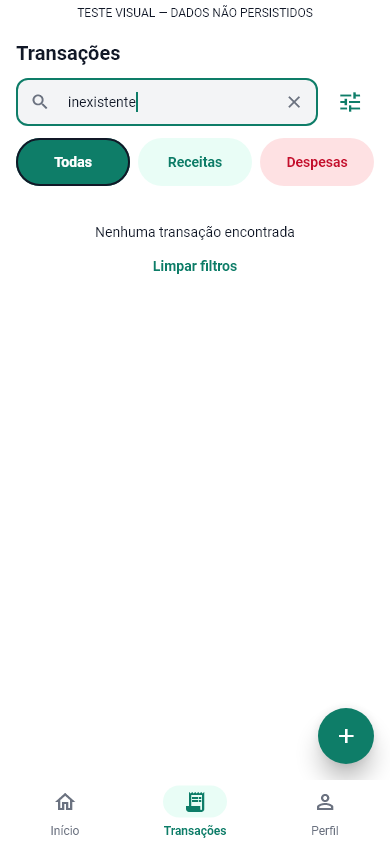 TESTE VISUAL — DADOS NÃO PERSISTIDOS
Transações
inexistente
Todas Receitas Despesas
Nenhuma transação encontrada
Limpar filtros
Início Transações Perfil